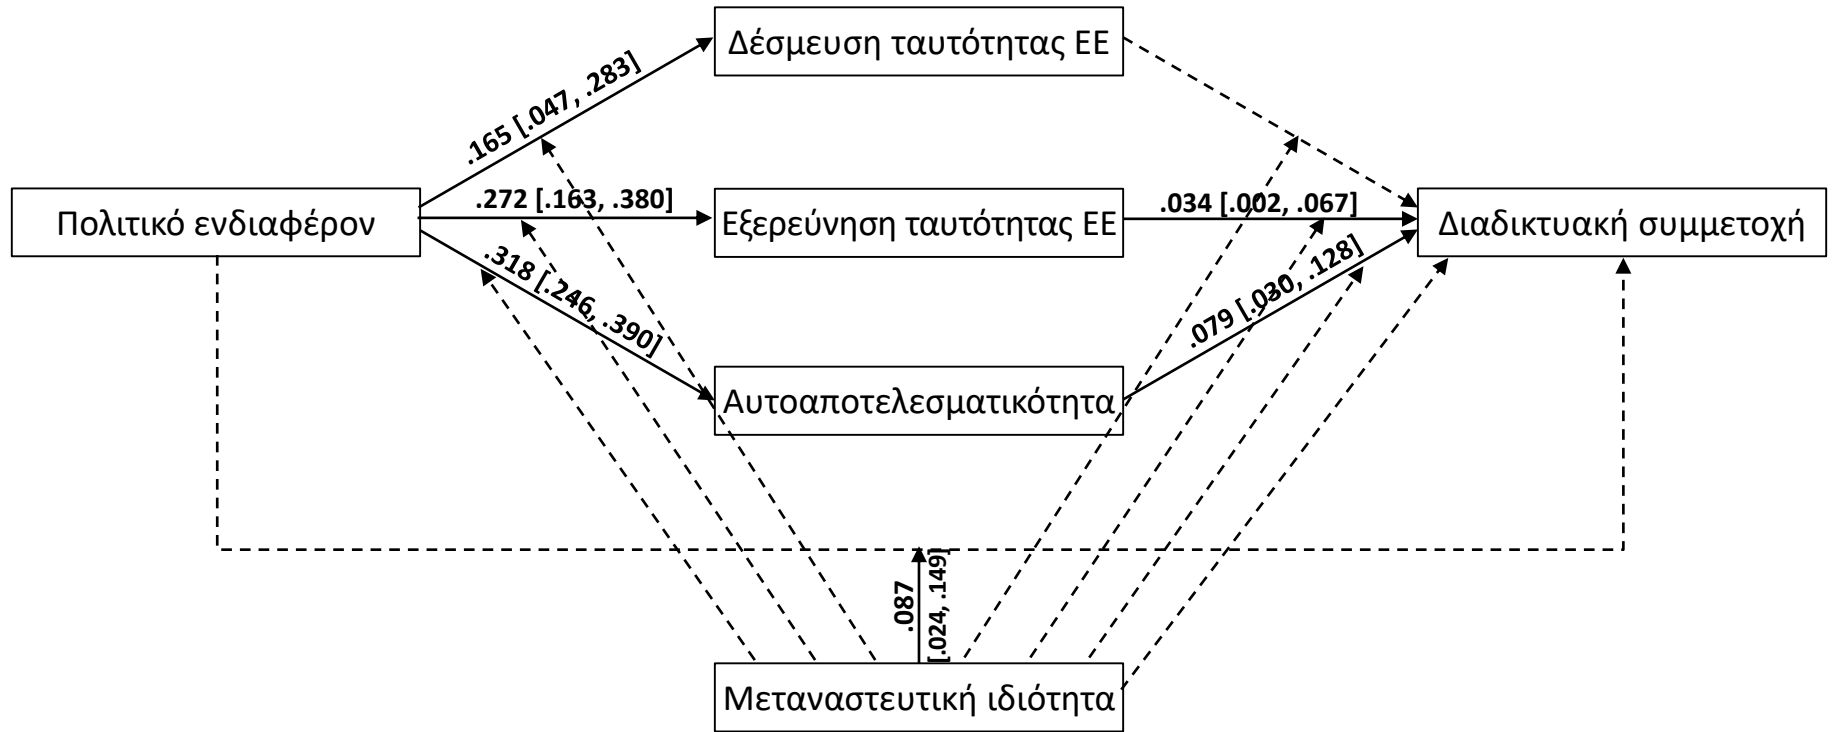 Δέσμευση ταυτότητας ΕΕ
.165 [.047, .283]
Πολιτικό ενδιαφέρον
.272 [.163, .380]
Εξερεύνηση ταυτότητας ΕΕ
.034 [.002, .067]
Διαδικτυακή συμμετοχή
.318 [.246, .390]
.079 [.030, .128]
Αυτοαποτελεσματικότητα
.087
[.024, .149]
Μεταναστευτική ιδιότητα